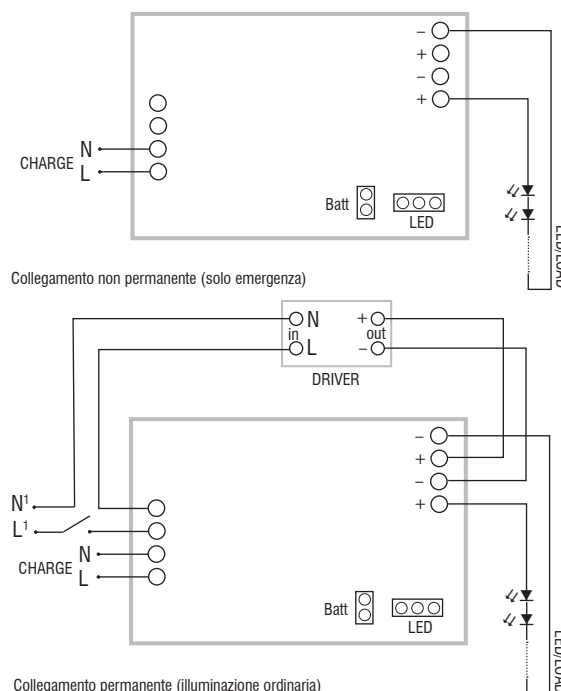 −
+
−
+
N
CHARGE
L
Batt
LED
LED/LOAD
Collegamento non permanente (solo emergenza)
N + 
in out
L −
DRIVER
−
+
−
+
N1
L1
N
CHARGE
L
Batt
LED
LED/LOAD
Collegamento permanente (illuminazione ordinaria)